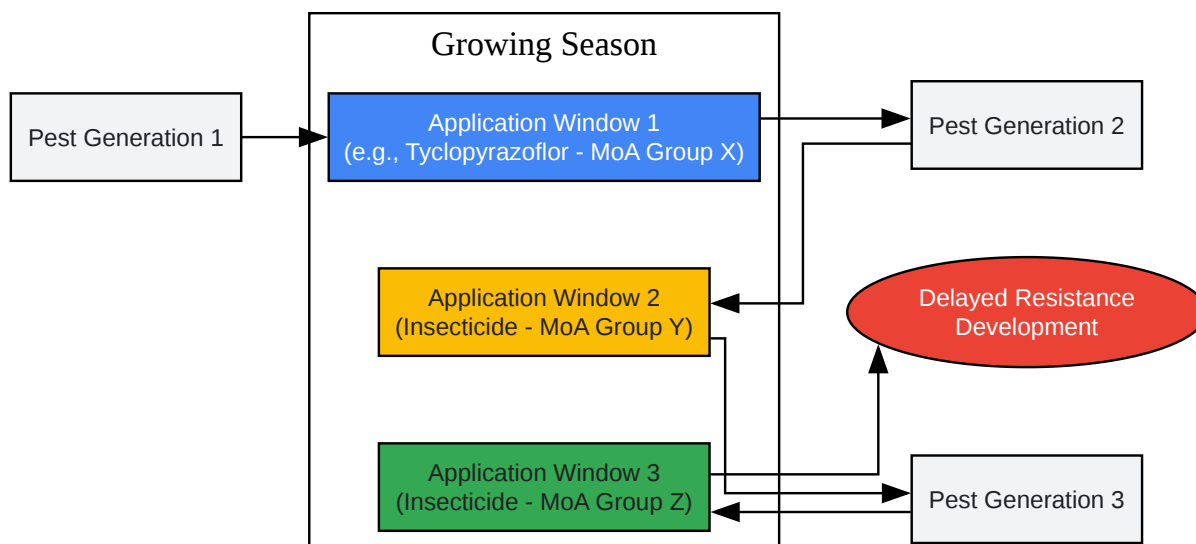 Growing Season
Pest Generation 1
Application Window 1
(e.g., Tyclopyrazoflor - MoA Group X)
Pest Generation 2
Application Window 2
(Insecticide - MoA Group Y)
Delayed Resistance
Development
Application Window 3
(Insecticide - MoA Group Z)
Pest Generation 3